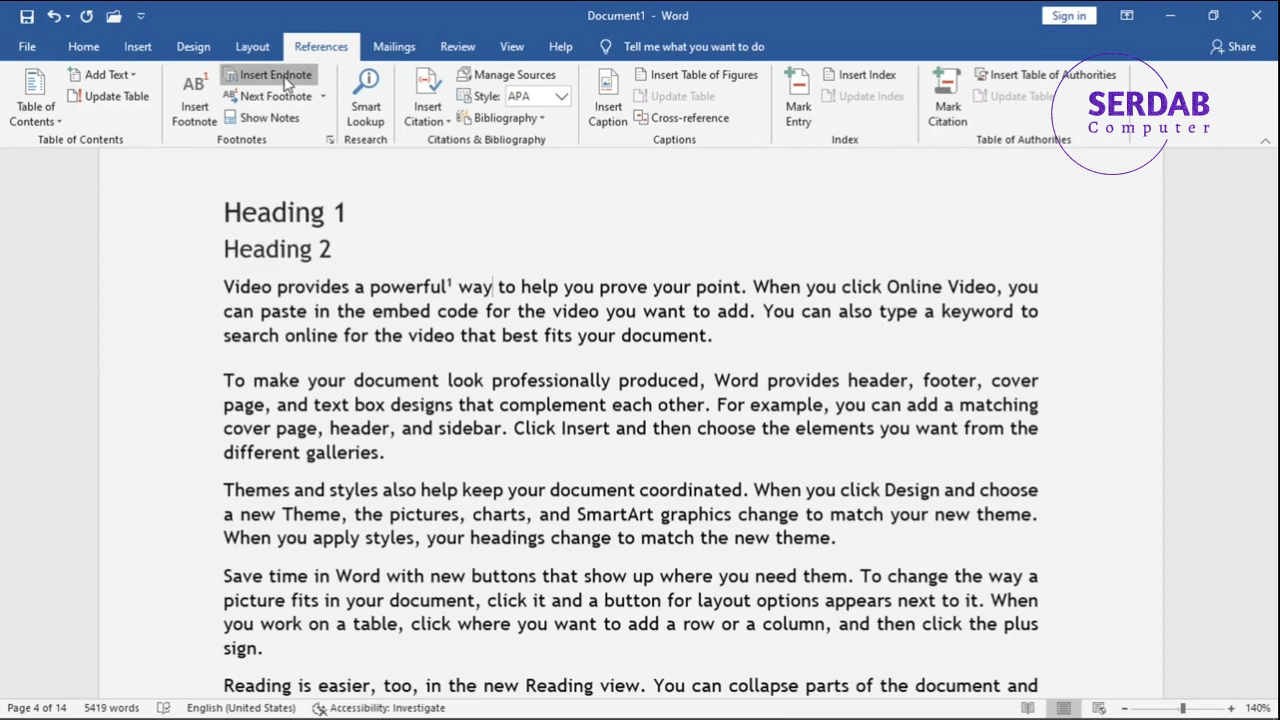 Document1 - Word
Sign in
File Home Insert Design Layout References Mailings Review View Help Tell me what you want to do Share
Table of Contents
Add Text
Update Table
Table of Contents
AB1
Insert Footnote
Insert Endnote
Next Footnote
Show Notes
Footnotes
Smart Lookup
Research
Insert Citation
Manage Sources
Style: APA
Bibliography
Citations & Bibliography
Insert Caption
Insert Table of Figures
Update Table
Cross-reference
Captions
Mark Entry
Insert Index
Update Index
Index
Mark Citation
Insert Table of Authorities
Update Table
Table of Authorities
SERDAB
Computer
Heading 1
Heading 2
Video provides a powerful¹ way to help you prove your point. When you click Online Video, you
can paste in the embed code for the video you want to add. You can also type a keyword to
search online for the video that best fits your document.
To make your document look professionally produced, Word provides header, footer, cover
page, and text box designs that complement each other. For example, you can add a matching
cover page, header, and sidebar. Click Insert and then choose the elements you want from the
different galleries.
Themes and styles also help keep your document coordinated. When you click Design and choose
a new Theme, the pictures, charts, and SmartArt graphics change to match your new theme.
When you apply styles, your headings change to match the new theme.
Save time in Word with new buttons that show up where you need them. To change the way a
picture fits in your document, click it and a button for layout options appears next to it. When
you work on a table, click where you want to add a row or a column, and then click the plus
sign.
Reading is easier, too, in the new Reading view. You can collapse parts of the document and
Page 4 of 14 5419 words English (United States) Accessibility: Investigate 140%